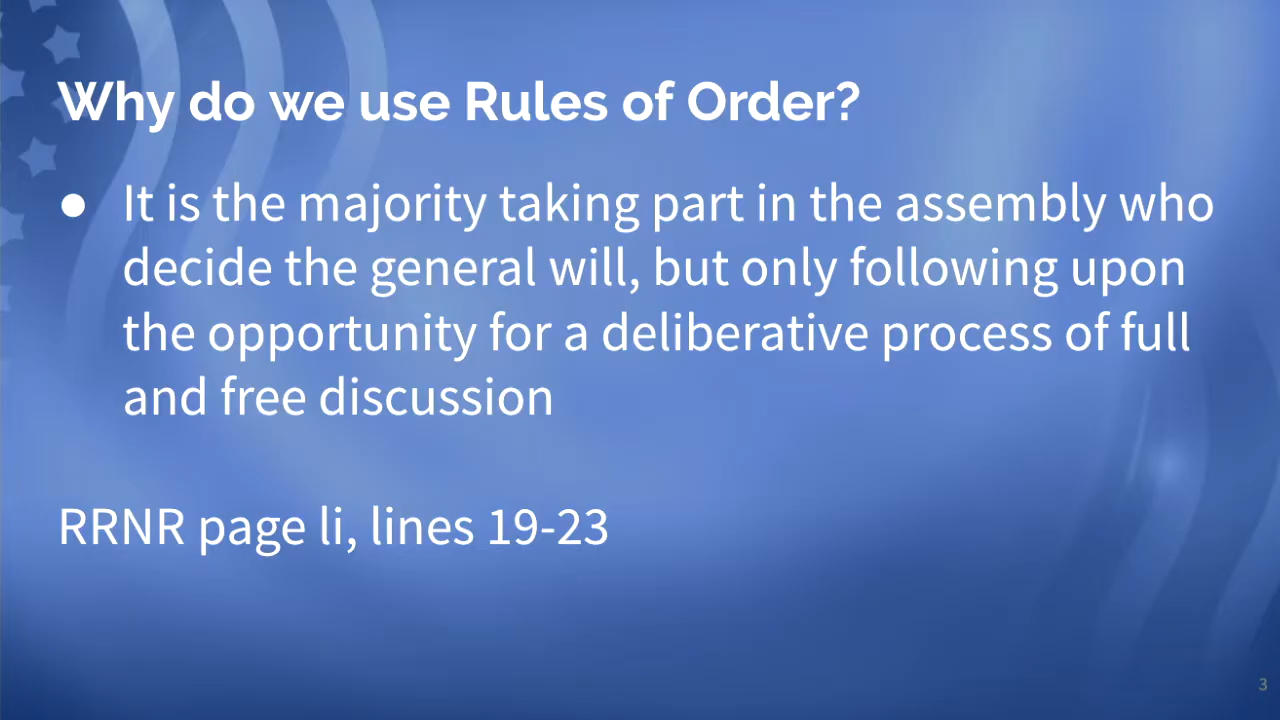 Why do we use Rules of Order?
● It is the majority taking part in the assembly who
decide the general will, but only following upon
the opportunity for a deliberative process of full
and free discussion
RRNR page li, lines 19-23
3